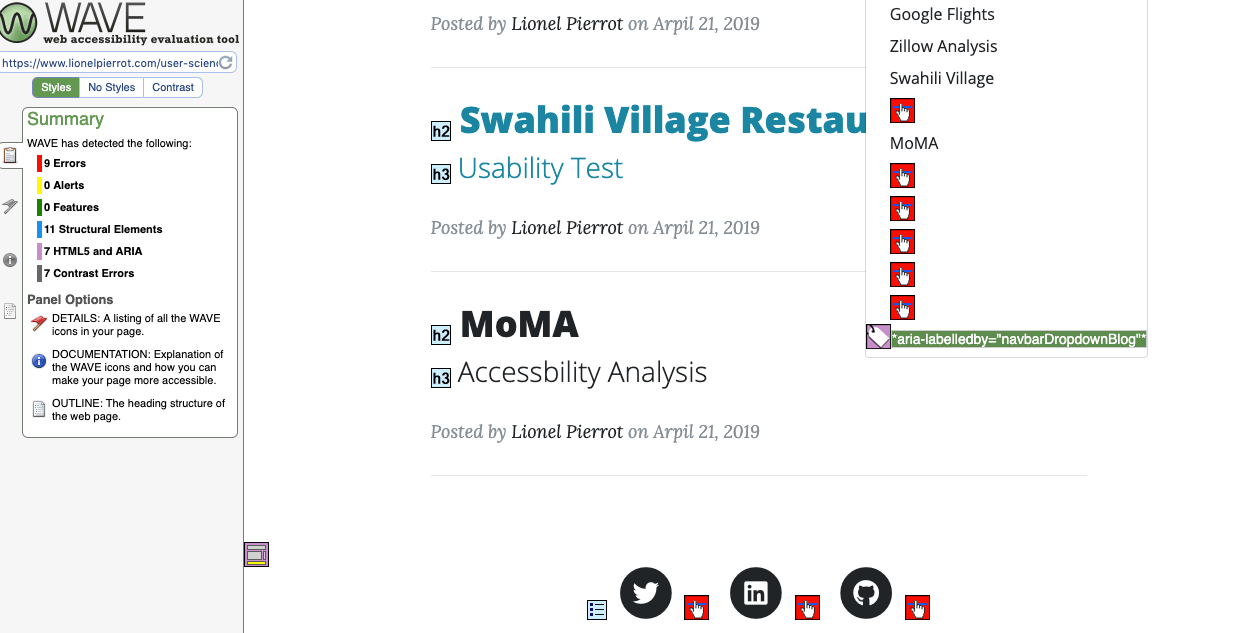 WAVE
web accessibility evaluation tool
https://www.lionelpierrot.com/user-scienc
Styles No Styles Contrast
Summary
WAVE has detected the following:
9 Errors
0 Alerts
0 Features
11 Structural Elements
7 HTML5 and ARIA
7 Contrast Errors
Panel Options
DETAILS: A listing of all the WAVE
icons in your page.
DOCUMENTATION: Explanation of
the WAVE icons and how you can
make your page more accessible.
OUTLINE: The heading structure of
the web page.
Posted by Lionel Pierrot on Arpil 21, 2019
h2 Swahili Village Restau
h3 Usability Test
Posted by Lionel Pierrot on Arpil 21, 2019
h2 MoMA
h3 Accessbility Analysis
Posted by Lionel Pierrot on Arpil 21, 2019
Google Flights
Zillow Analysis
Swahili Village
MoMA
*aria-labelledby="navbarDropdownBlog"*
in